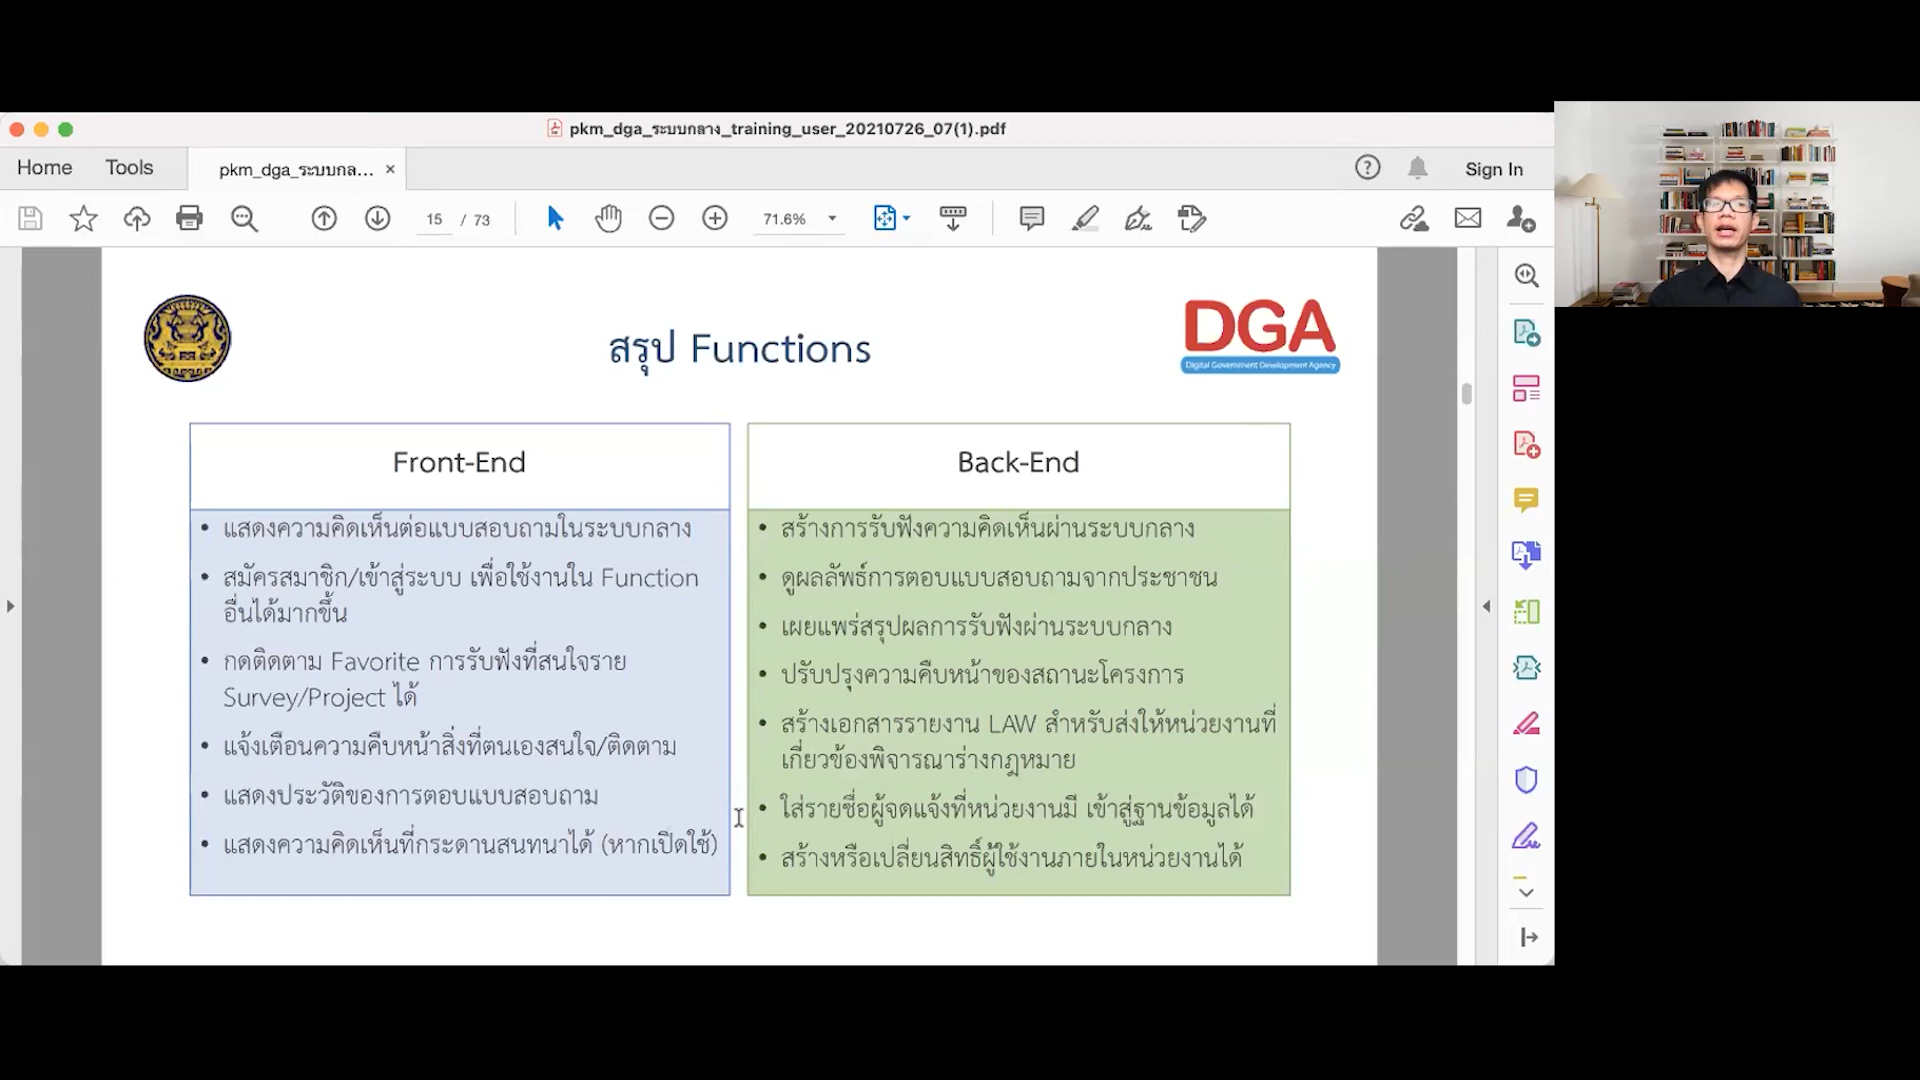 pkm_dga_ระบบกลาง_training_user_20210726_07(1).pdf
Home
Tools
pkm_dga_ระบบกล...
Sign In
15 / 73
71.6%
DGA
Digital Government Development Agency
สรุป Functions
Front-End
• แสดงความคิดเห็นต่อแบบสอบถามในระบบกลาง
• สมัครสมาชิก/เข้าสู่ระบบ เพื่อใช้งานใน Function
อื่นได้มากขึ้น
• กดติดตาม Favorite การรับฟังที่สนใจราย
Survey/Project ได้
• แจ้งเตือนความคืบหน้าสิ่งที่ตนเองสนใจ/ติดตาม
• แสดงประวัติของการตอบแบบสอบถาม
• แสดงความคิดเห็นที่กระดานสนทนาได้ (หากเปิดใช้)
Back-End
• สร้างการรับฟังความคิดเห็นผ่านระบบกลาง
• ดูผลลัพธ์การตอบแบบสอบถามจากประชาชน
• เผยแพร่สรุปผลการรับฟังผ่านระบบกลาง
• ปรับปรุงความคืบหน้าของสถานะโครงการ
• สร้างเอกสารรายงาน LAW สำหรับส่งให้หน่วยงานที่
เกี่ยวข้องพิจารณาร่างกฎหมาย
• ใส่รายชื่อผู้จดแจ้งที่หน่วยงานมี เข้าสู่ฐานข้อมูลได้
• สร้างหรือเปลี่ยนสิทธิ์ผู้ใช้งานภายในหน่วยงานได้